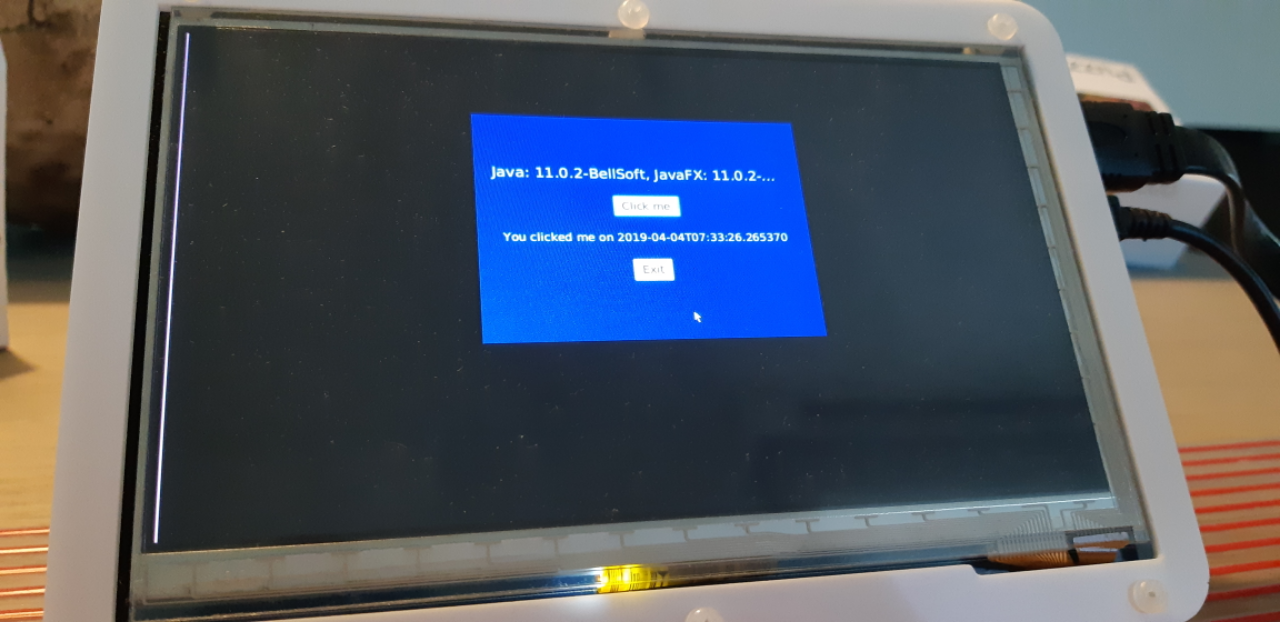 Java: 11.0.2-BellSoft, JavaFX: 11.0.2-...
Click me
You clicked me on 2019-04-04T07:33:26.265370
Exit